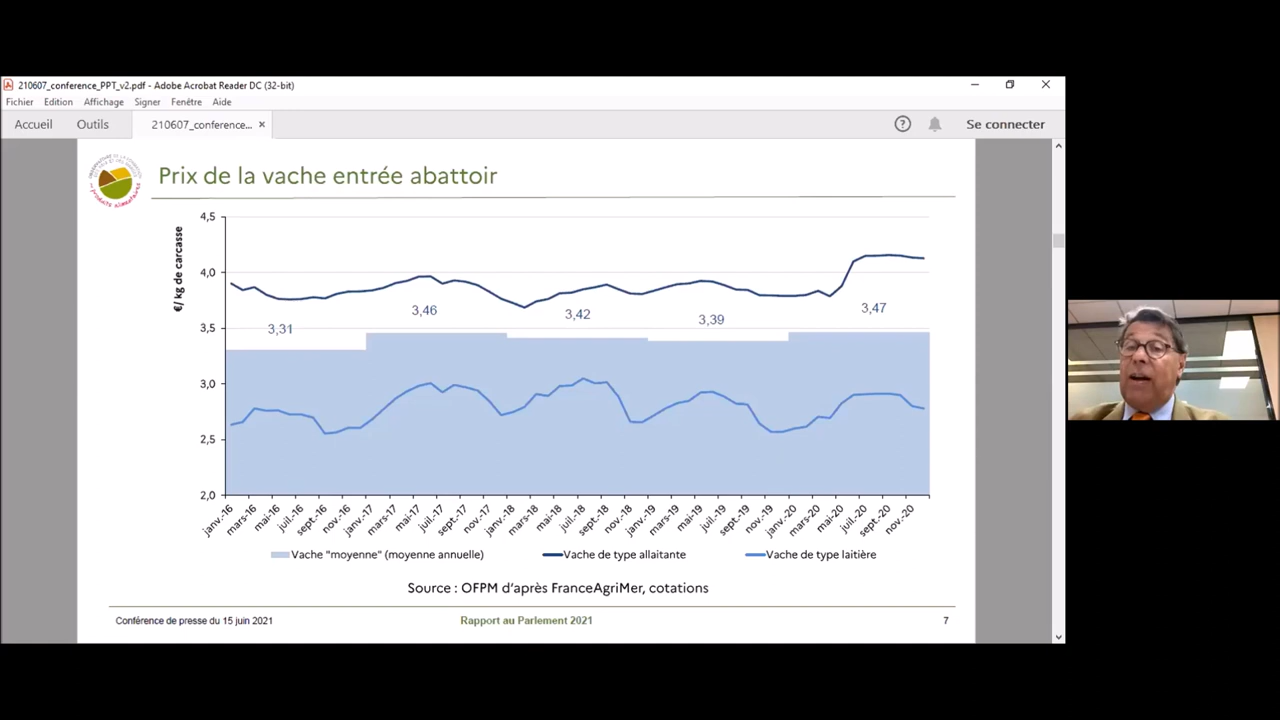 210607_conference_PPT_v2.pdf - Adobe Acrobat Reader DC (32-bit)
Fichier Edition Affichage Signer Fenêtre Aide
Accueil Outils 210607_conference... × Se connecter
Prix de la vache entrée abattoir
produits alimentaires
€/ kg de carcasse
4,5
4,0
3,5
3,0
2,5
2,0
3,31
3,46
3,42
3,39
3,47
janv.-16 mars-16 mai-16 juil.-16 sept.-16 nov.-16 janv.-17 mars-17 mai-17 juil.-17 sept.-17 nov.-17 janv.-18 mars-18 mai-18 juil.-18 sept.-18 nov.-18 janv.-19 mars-19 mai-19 juil.-19 sept.-19 nov.-19 janv.-20 mars-20 mai-20 juil.-20 sept.-20 nov.-20
Vache "moyenne" (moyenne annuelle) Vache de type allaitante Vache de type laitière
Source : OFPM d'après FranceAgriMer, cotations
Conférence de presse du 15 juin 2021 Rapport au Parlement 2021 7